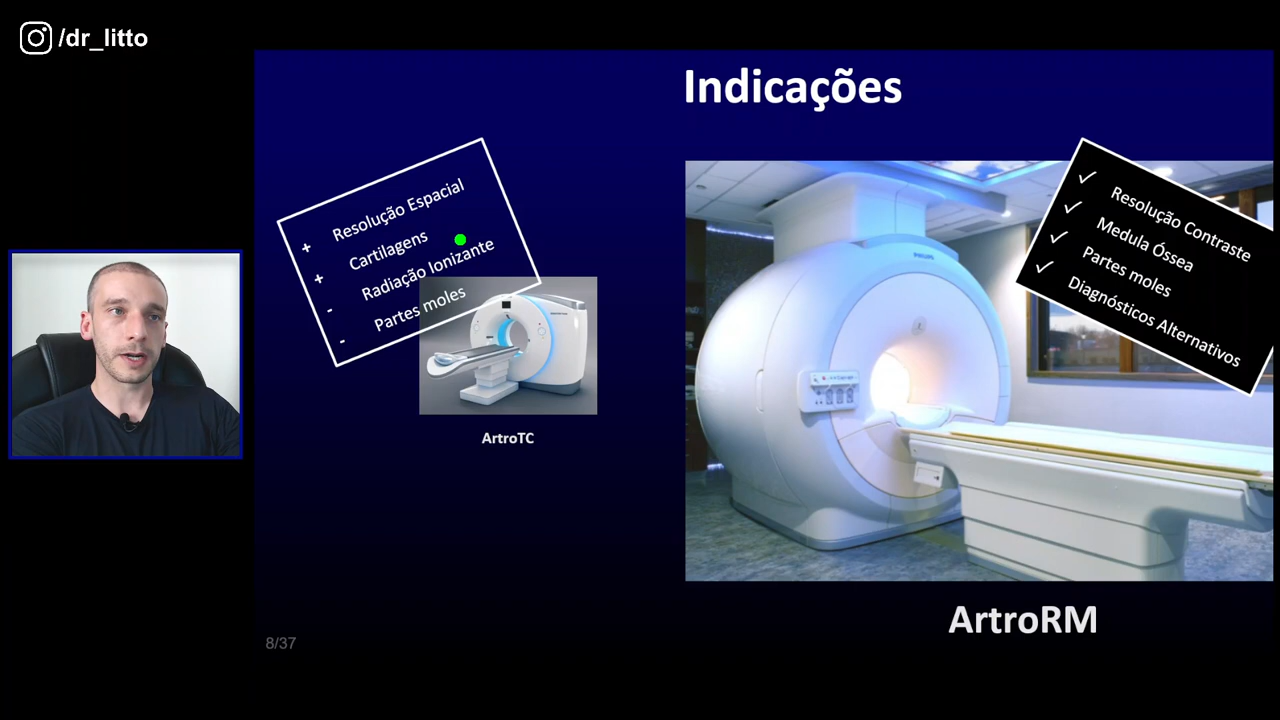 /dr_litto
Indicações
+ Resolução Espacial
+ Cartilagens
- Radiação Ionizante
- Partes moles
ArtroTC
PHILIPS
✓ Resolução Contraste
✓ Medula Óssea
✓ Partes moles
✓ Diagnósticos Alternativos
ArtroRM
8/37